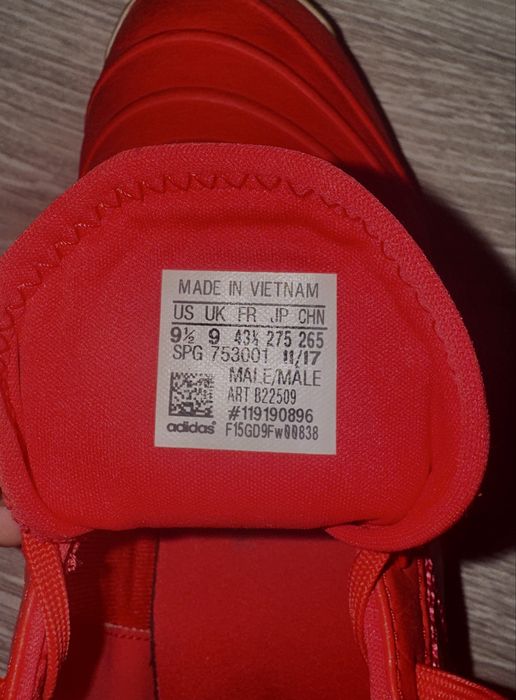 MADE IN VIETNAM
US UK FR JP CHN
9½ 9 43⅓ 275 265
SPG 753001 11/17
MALE/MALE
ART B22509
#119190896
adidas® F15GD9Fw00838